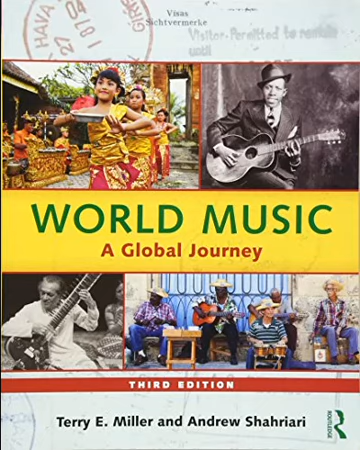 Visas
Sichtvermerke
HAVA
27
Visitor-Permitted to remain
until
WORLD MUSIC
A Global Journey
THIRD EDITION
Terry E. Miller and Andrew Shahriari
R
ROUTLEDGE